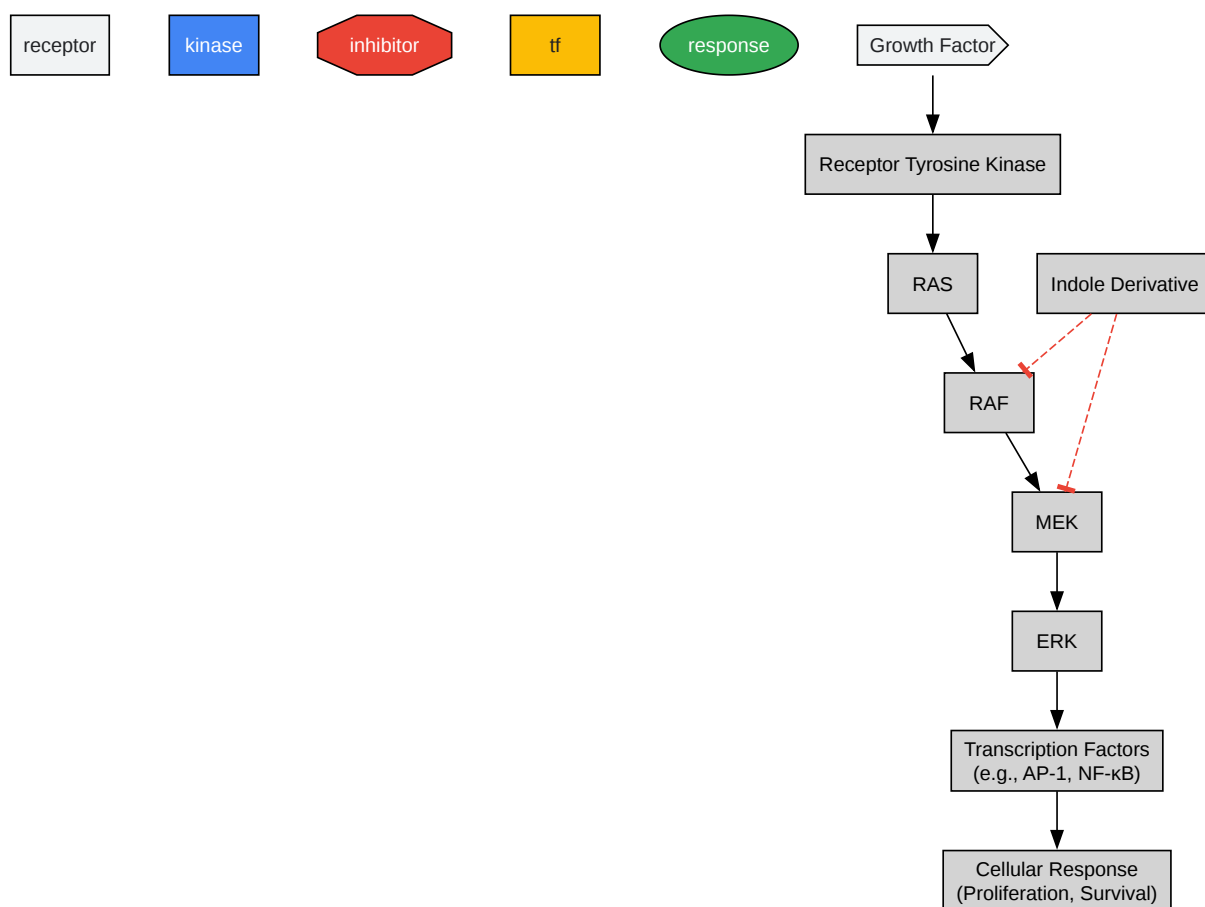 receptor
kinase
inhibitor
tf
response
Growth Factor
Receptor Tyrosine Kinase
RAS
Indole Derivative
RAF
MEK
ERK
Transcription Factors
(e.g., AP-1, NF-κB)
Cellular Response
(Proliferation, Survival)